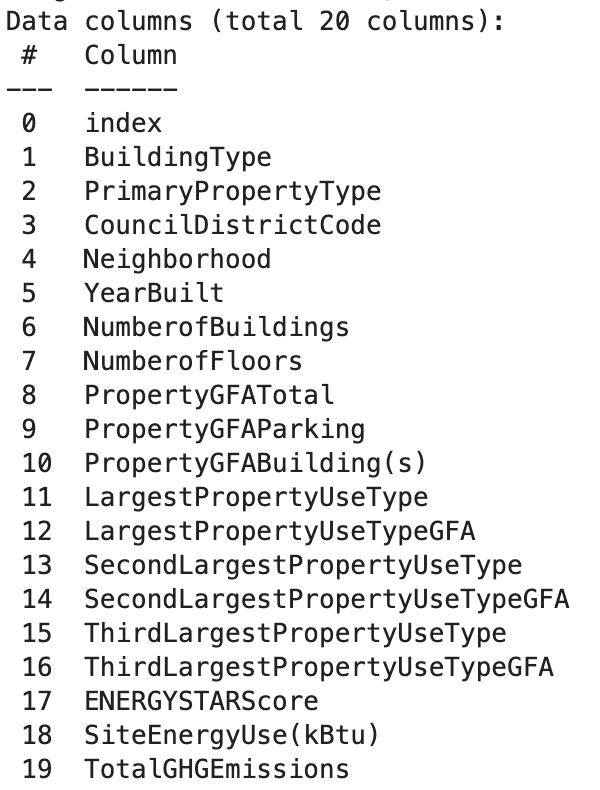 Data columns (total 20 columns):
#   Column
---  ------
0   index
1   BuildingType
2   PrimaryPropertyType
3   CouncilDistrictCode
4   Neighborhood
5   YearBuilt
6   NumberofBuildings
7   NumberofFloors
8   PropertyGFATotal
9   PropertyGFAParking
10  PropertyGFABuilding(s)
11  LargestPropertyUseType
12  LargestPropertyUseTypeGFA
13  SecondLargestPropertyUseType
14  SecondLargestPropertyUseTypeGFA
15  ThirdLargestPropertyUseType
16  ThirdLargestPropertyUseTypeGFA
17  ENERGYSTARScore
18  SiteEnergyUse(kBtu)
19  TotalGHGEmissions